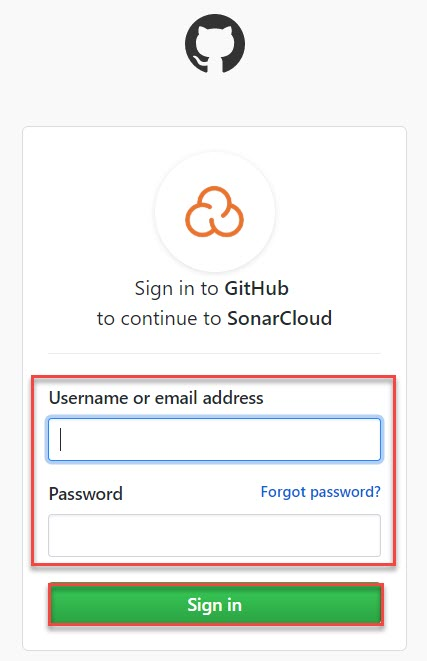 Sign in to GitHub
to continue to SonarCloud
Username or email address
Password Forgot password?
Sign in